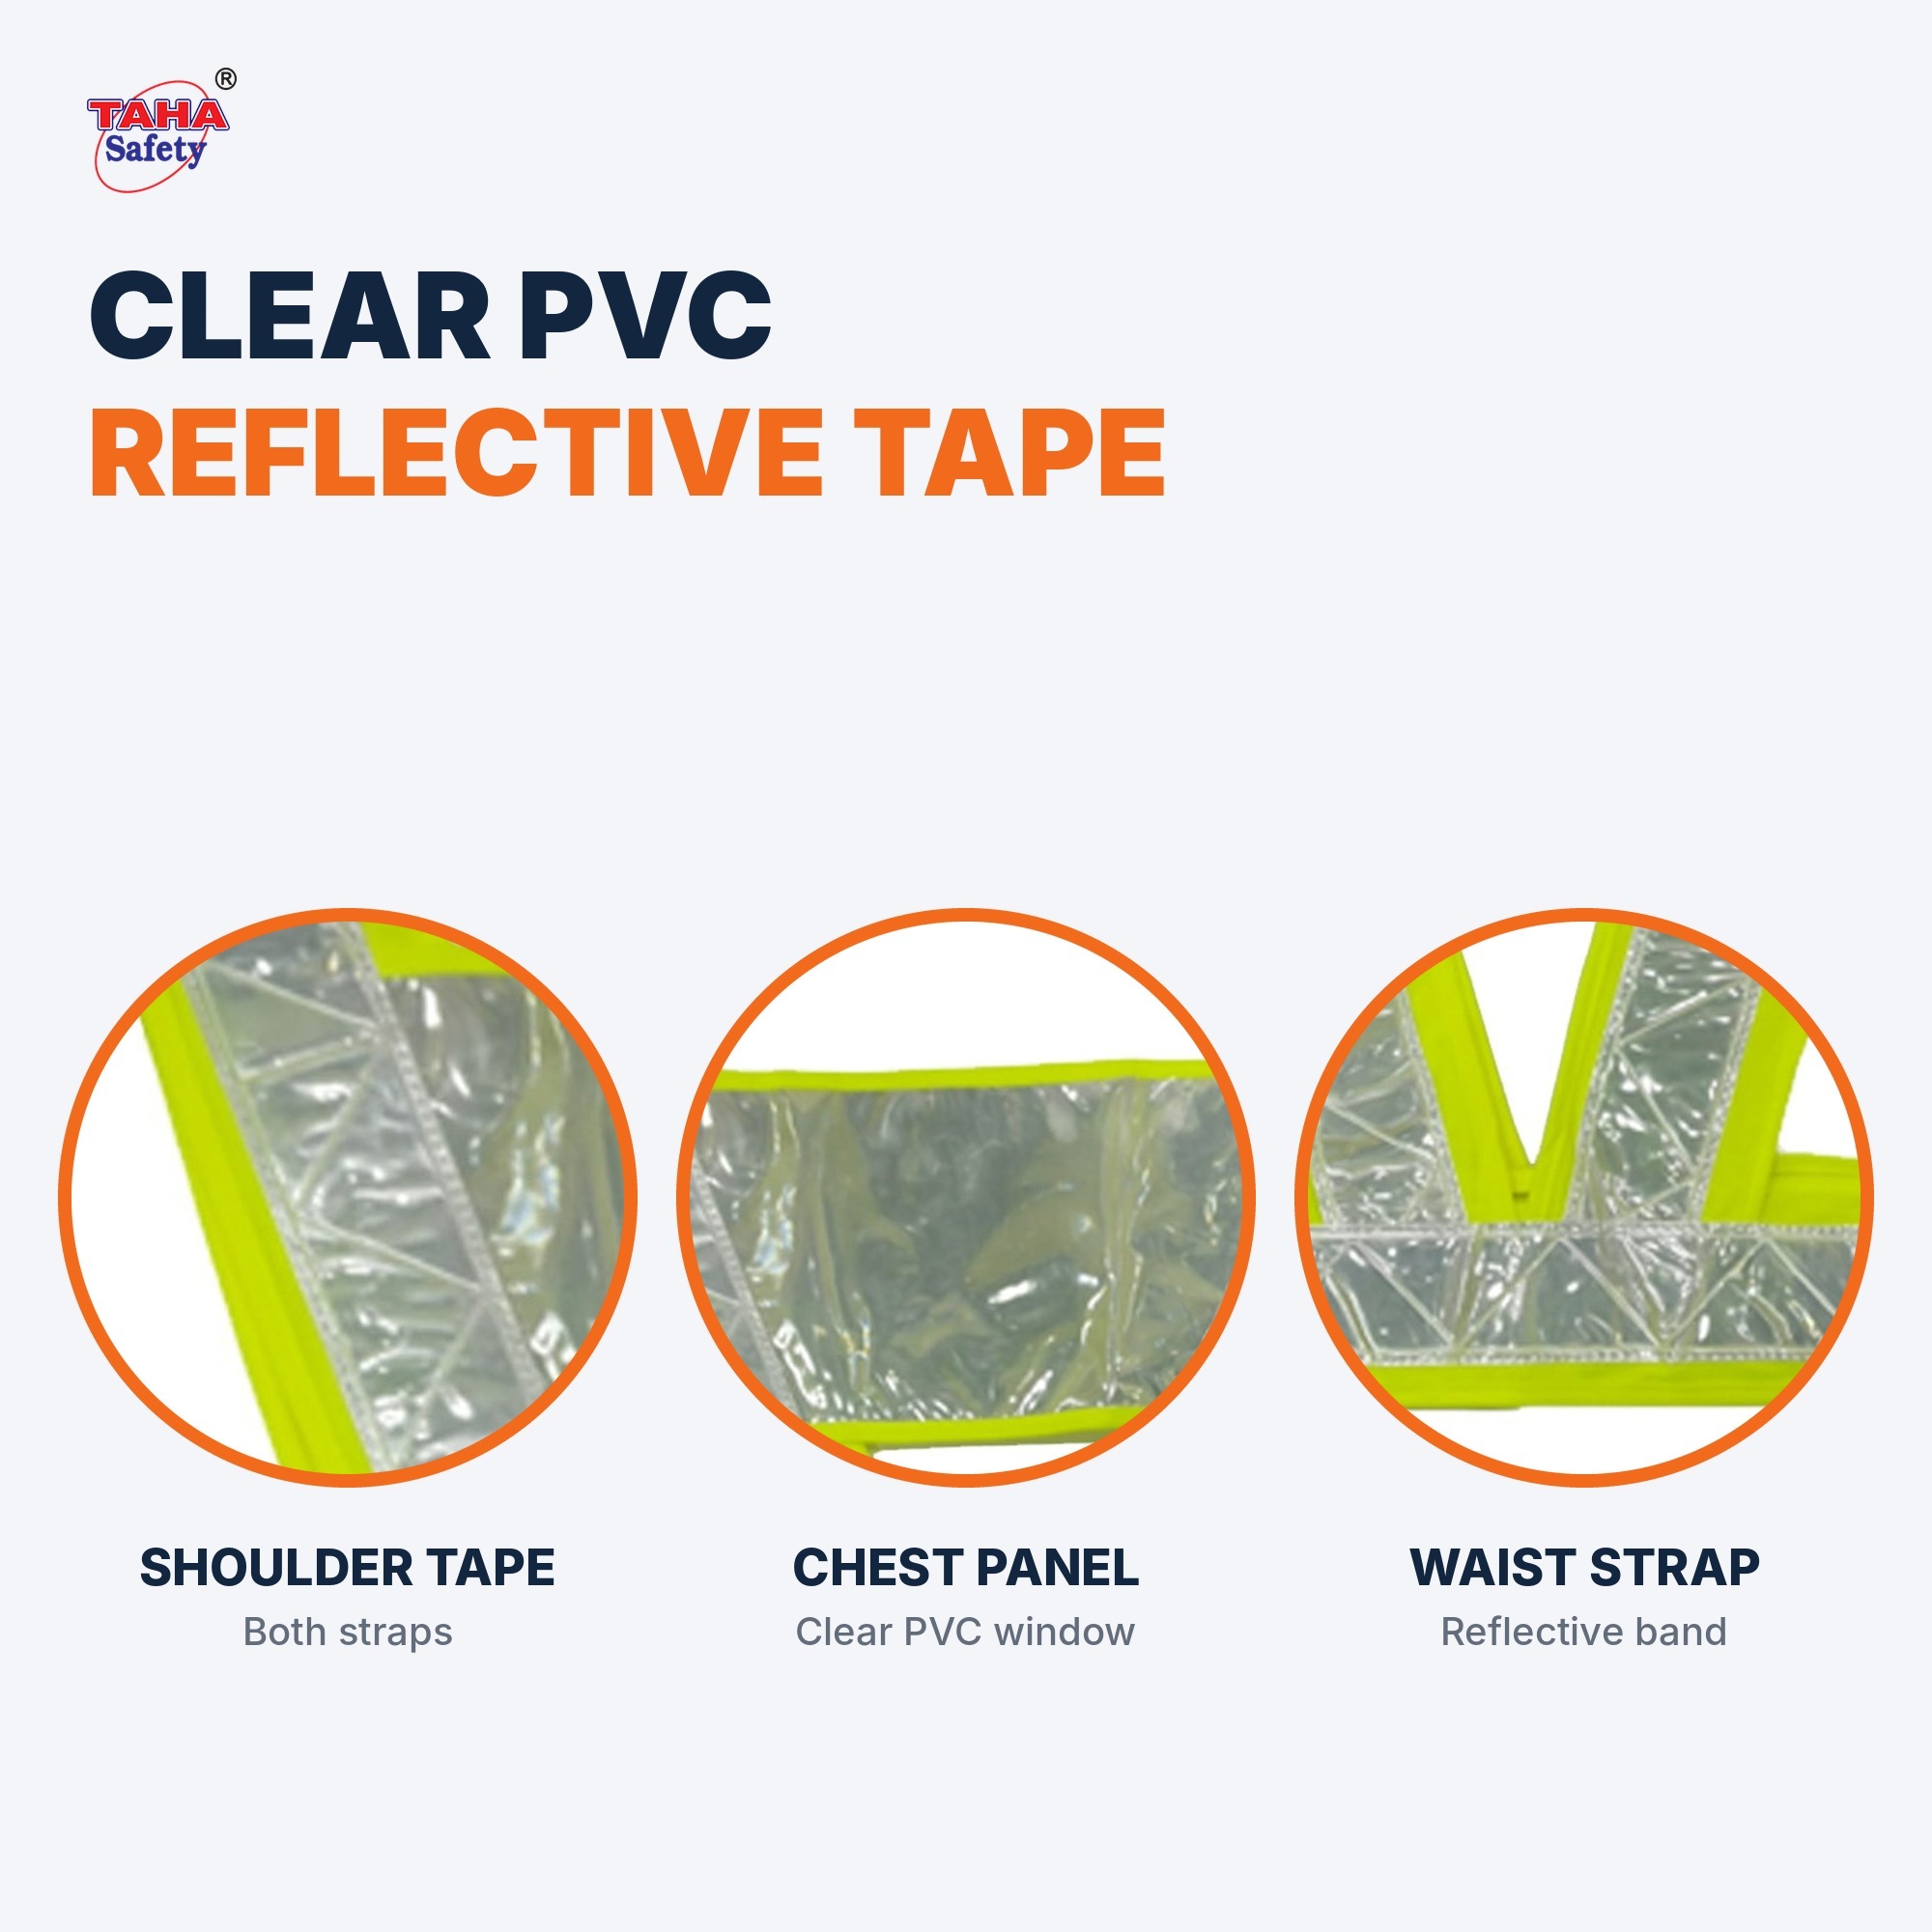 ®
TAHA
Safety
CLEAR PVC
REFLECTIVE TAPE
SHOULDER TAPE
Both straps
CHEST PANEL
Clear PVC window
WAIST STRAP
Reflective band